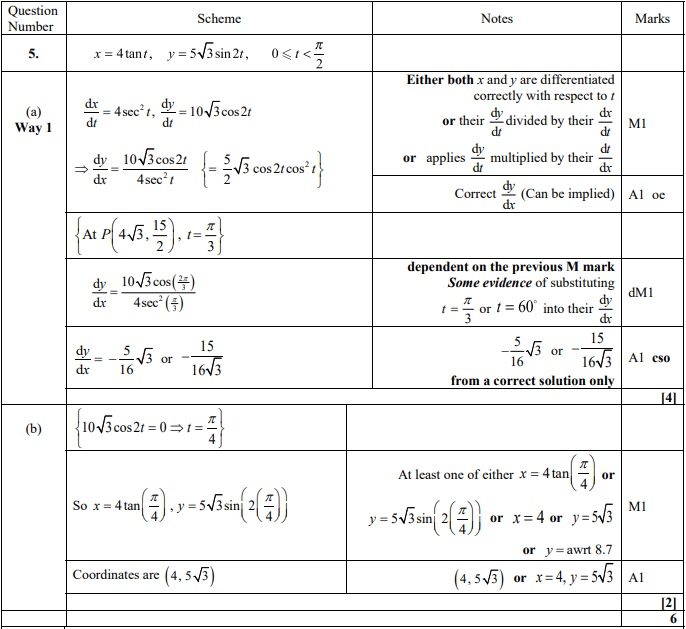 Question Number Scheme Notes Marks
5. x = 4 tan t, y = 5√3 sin 2t, 0 ⩽ t < π/2
(a) Way 1
dx/dt = 4sec² t, dy/dt = 10√3 cos 2t
⇒ dy/dx = 10√3 cos 2t / 4sec² t { = 5/2 √3 cos 2t cos² t }
Either both x and y are differentiated
correctly with respect to t
or their dy/dt divided by their dx/dt
or applies dy/dt multiplied by their dt/dx
M1
Correct dy/dx (Can be implied) A1 oe
{ At P(4√3, 15/2), t = π/3 }
dy/dx = 10√3 cos(2π/3) / 4sec²(π/3)
dependent on the previous M mark
Some evidence of substituting
t = π/3 or t = 60° into their dy/dx
dM1
dy/dx = −5/16 √3 or −15/(16√3)
−5/16 √3 or −15/(16√3)
from a correct solution only
A1 cso
[4]
(b) { 10√3 cos 2t = 0 ⇒ t = π/4 }
So x = 4 tan(π/4), y = 5√3 sin(2(π/4))
At least one of either x = 4 tan(π/4) or
y = 5√3 sin(2(π/4)) or x = 4 or y = 5√3
or y = awrt 8.7
M1
Coordinates are (4, 5√3) (4, 5√3) or x = 4, y = 5√3 A1
[2]
6